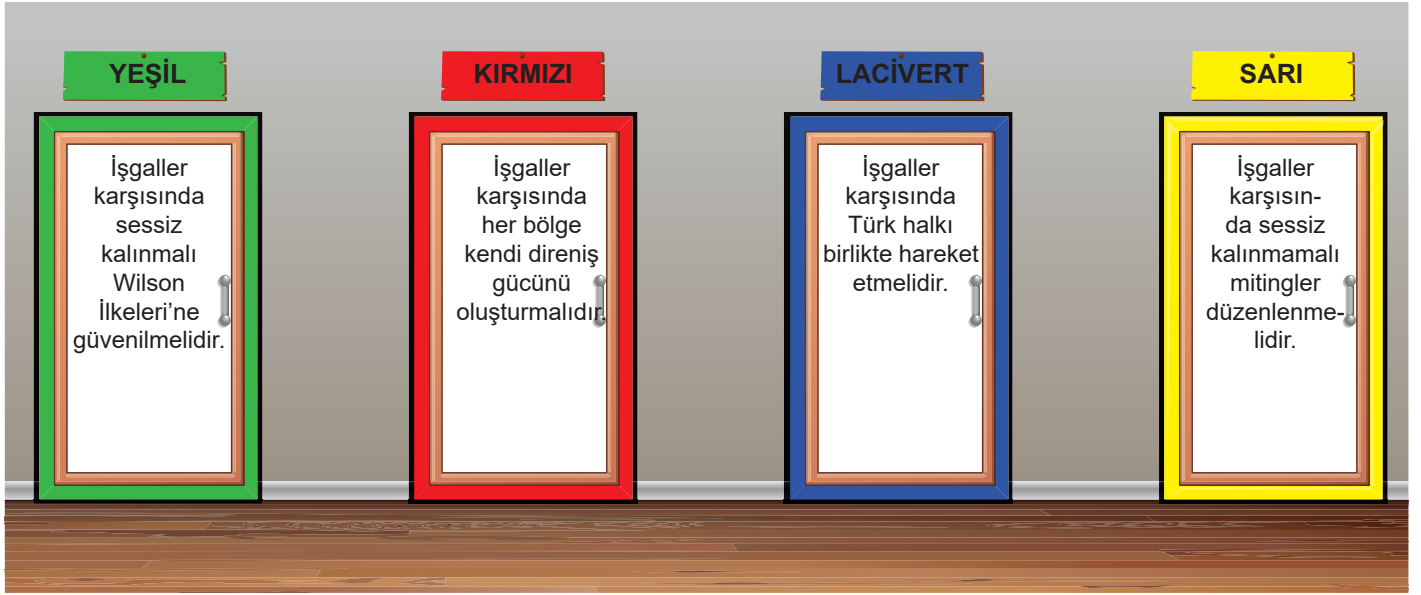 YEŞİL
İşgaller
karşısında
sessiz
kalınmalı
Wilson
İlkeleri’ne
güvenilmelidir.
KIRMIZI
İşgaller
karşısında
her bölge
kendi direniş
gücünü
oluşturmalıdır.
LACİVERT
İşgaller
karşısında
Türk halkı
birlikte hareket
etmelidir.
SARI
İşgaller
karşısın-
da sessiz
kalınmamalı
mitingler
düzenlenme-
lidir.